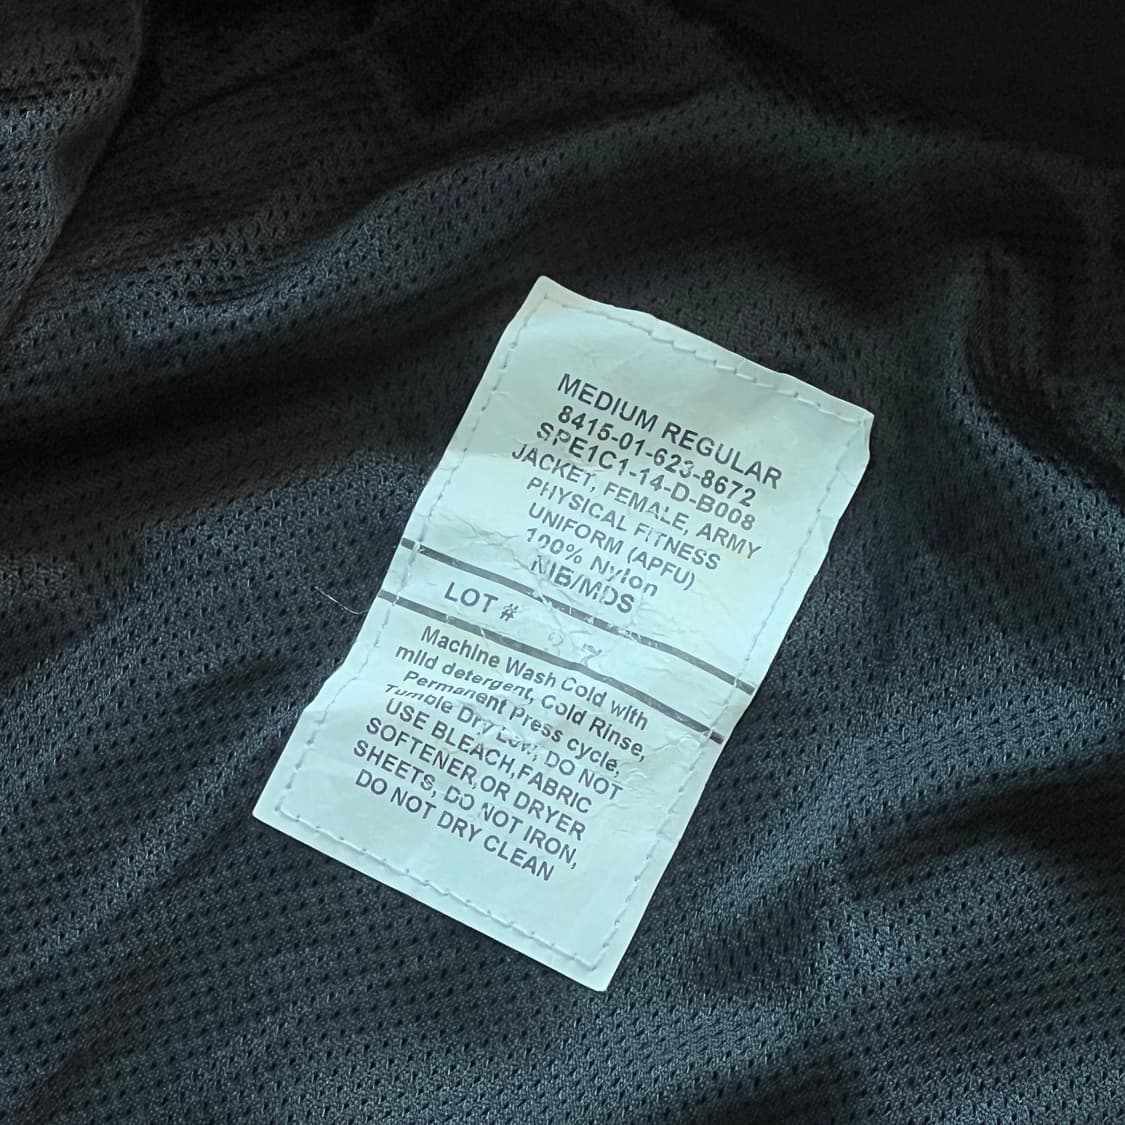 MEDIUM REGULAR
8415-01-623-8672
SPE1C1-14-D-B008
JACKET, FEMALE, ARMY
PHYSICAL FITNESS
UNIFORM (APFU)
100% Nylon
NIB/MDS
LOT #
Machine Wash Cold with
mild detergent, Cold Rinse,
Permanent Press cycle,
Tumble Dry Low, DO NOT
USE BLEACH,FABRIC
SOFTENER,OR DRYER
SHEETS, DO NOT IRON,
DO NOT DRY CLEAN